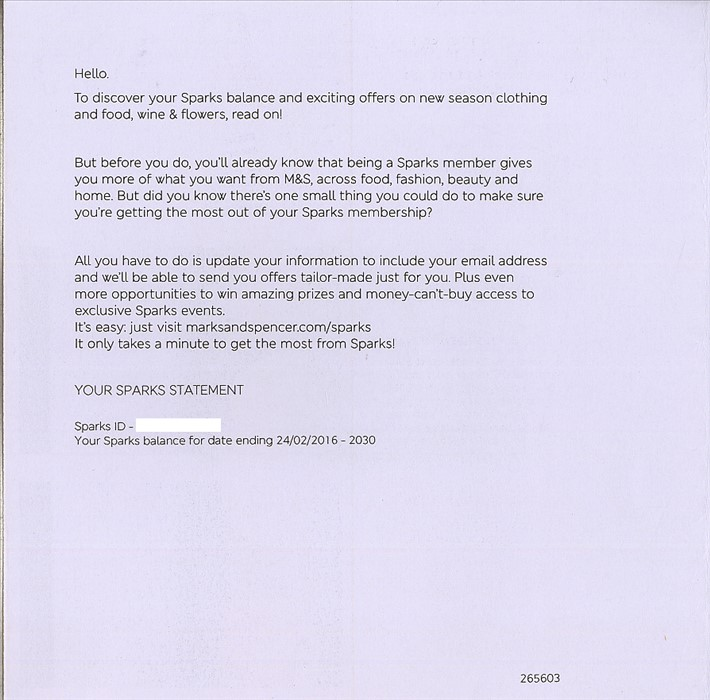 Hello.
To discover your Sparks balance and exciting offers on new season clothing
and food, wine & flowers, read on!
But before you do, you'll already know that being a Sparks member gives
you more of what you want from M&S, across food, fashion, beauty and
home. But did you know there's one small thing you could do to make sure
you're getting the most out of your Sparks membership?
All you have to do is update your information to include your email address
and we'll be able to send you offers tailor-made just for you. Plus even
more opportunities to win amazing prizes and money-can't-buy access to
exclusive Sparks events.
It's easy: just visit marksandspencer.com/sparks
It only takes a minute to get the most from Sparks!
YOUR SPARKS STATEMENT
Sparks ID -
Your Sparks balance for date ending 24/02/2016 - 2030
265603